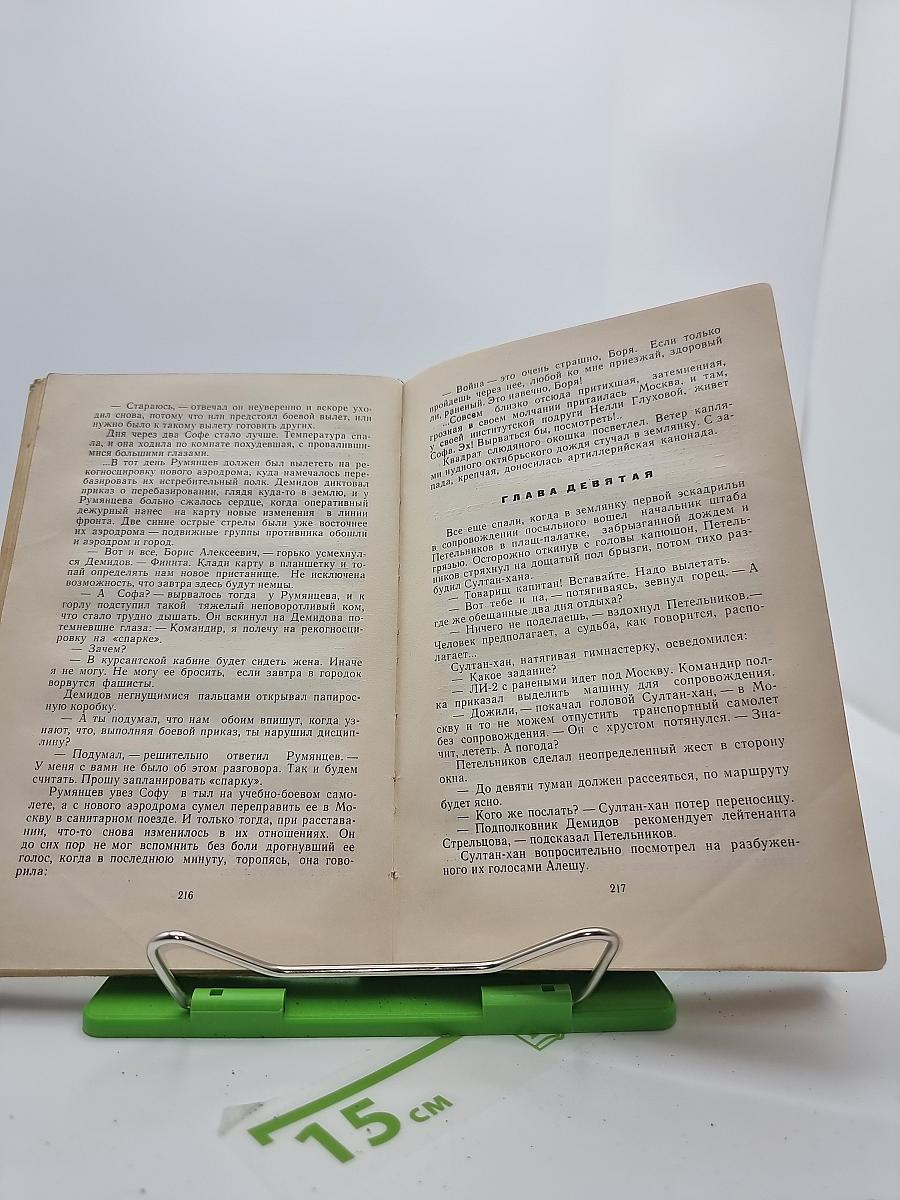 — Стараюсь, — отвечал он неуверенно и вскоре ухо-
дил снова, потому что или предстоял боевой вылет, или
нужно было к такому вылету готовить других.
Дня через два Софе стало лучше. Температура спа-
ла, и она ходила по комнате похудевшая, с проваливши-
мися большими глазами.
...В тот день Румянцев должен был вылететь на ре-
когносцировку нового аэродрома, куда намечалось пере-
базировать их истребительный полк. Демидов диктовал
приказ о перебазировании, глядя куда-то в землю, и у
Румянцева больно сжалось сердце, когда оперативный
дежурный нанес на карту новые изменения в линии
фронта. Две синие острые стрелы были уже восточнее
их аэродрома — подвижные группы противника обошли
и аэродром и город.
— Вот и все, Борис Алексеевич, — горько усмехнул-
ся Демидов. — Финита. Клади карту в планшетку и то-
пай определять нам новое пристанище. Не исключена
возможность, что завтра здесь будут немцы.
— А Софа? — вырвалось тогда у Румянцева, и к
горлу подступил такой тяжелый неповоротливый ком,
что стало трудно дышать. Он вскинул на Демидова по-
темневшие глаза: — Командир, я полечу на рекогносци-
ровку на «спарке».
— Зачем?
— В курсантской кабине будет сидеть жена. Иначе
я не могу. Не могу ее бросить, если завтра в городок
ворвутся фашисты.
Демидов негнущимися пальцами открывал папирос-
ную коробку.
— А ты подумал, что нам обоим впишут, когда уз-
нают, что, выполняя боевой приказ, ты нарушил дисцип-
лину?
— Подумал, — решительно ответил Румянцев. —
У меня с вами не было об этом разговора. Так и будем
считать. Прошу запланировать «спарку».
Румянцев увез Софу в тыл на учебно-боевом само-
лете, а с нового аэродрома сумел переправить ее в Мо-
скву в санитарном поезде. И только тогда, при расстава-
нии, что-то снова изменилось в их отношениях. Он
до сих пор не мог вспомнить без боли дрогнувший ее
голос, когда в последнюю минуту, торопясь, она гово-
рила:
216
— Война — это очень страшно, Боря. Если только
пройдешь через нее, любой ко мне приезжай, здоровый
ли, раненый. Это навечно, Боря!
...Совсем близко отсюда притихшая, затемненная,
грозная в своем молчании притаилась Москва, и там,
у своей институтской подруги Нелли Глуховой, живет
Софа. Эх! Вырваться бы, посмотреть!..
Квадрат слюдяного окошка посветлел. Ветер капля-
ми нудного октябрьского дождя стучал в землянку. С за-
пада, крепчая, доносилась артиллерийская канонада.
ГЛАВА ДЕВЯТАЯ
Все еще спали, когда в землянку первой эскадрильи
в сопровождении посыльного вошел начальник штаба
Петельников в плащ-палатке, забрызганной дождем и
грязью. Осторожно откинув с головы капюшон, Петель-
ников стряхнул на дощатый пол брызги, потом тихо раз-
будил Султан-хана.
— Товарищ капитан! Вставайте. Надо вылетать.
— Вот тебе и на, — потягиваясь, зевнул горец. — А
где же обещанные два дня отдыха?
— Ничего не поделаешь, — вздохнул Петельников.—
Человек предполагает, а судьба, как говорится, распо-
лагает...
Султан-хан, натягивая гимнастерку, осведомился:
— Какое задание?
— ЛИ-2 с ранеными идет под Москву. Командир пол-
ка приказал выделить машину для сопровождения.
— Дожили, — покачал головой Султан-хан, — в Мо-
скву и то не можем отпустить транспортный самолет
без сопровождения. — Он с хрустом потянулся. — Зна-
чит, лететь. А погода?
Петельников сделал неопределенный жест в сторону
окна.
— До девяти туман должен рассеяться, по маршруту
будет ясно.
— Кого же послать? — Султан-хан потер переносицу.
— Подполковник Демидов рекомендует лейтенанта
Стрельцова, — подсказал Петельников.
Султан-хан вопросительно посмотрел на разбужен-
ного их голосами Алешу.
217
15 см